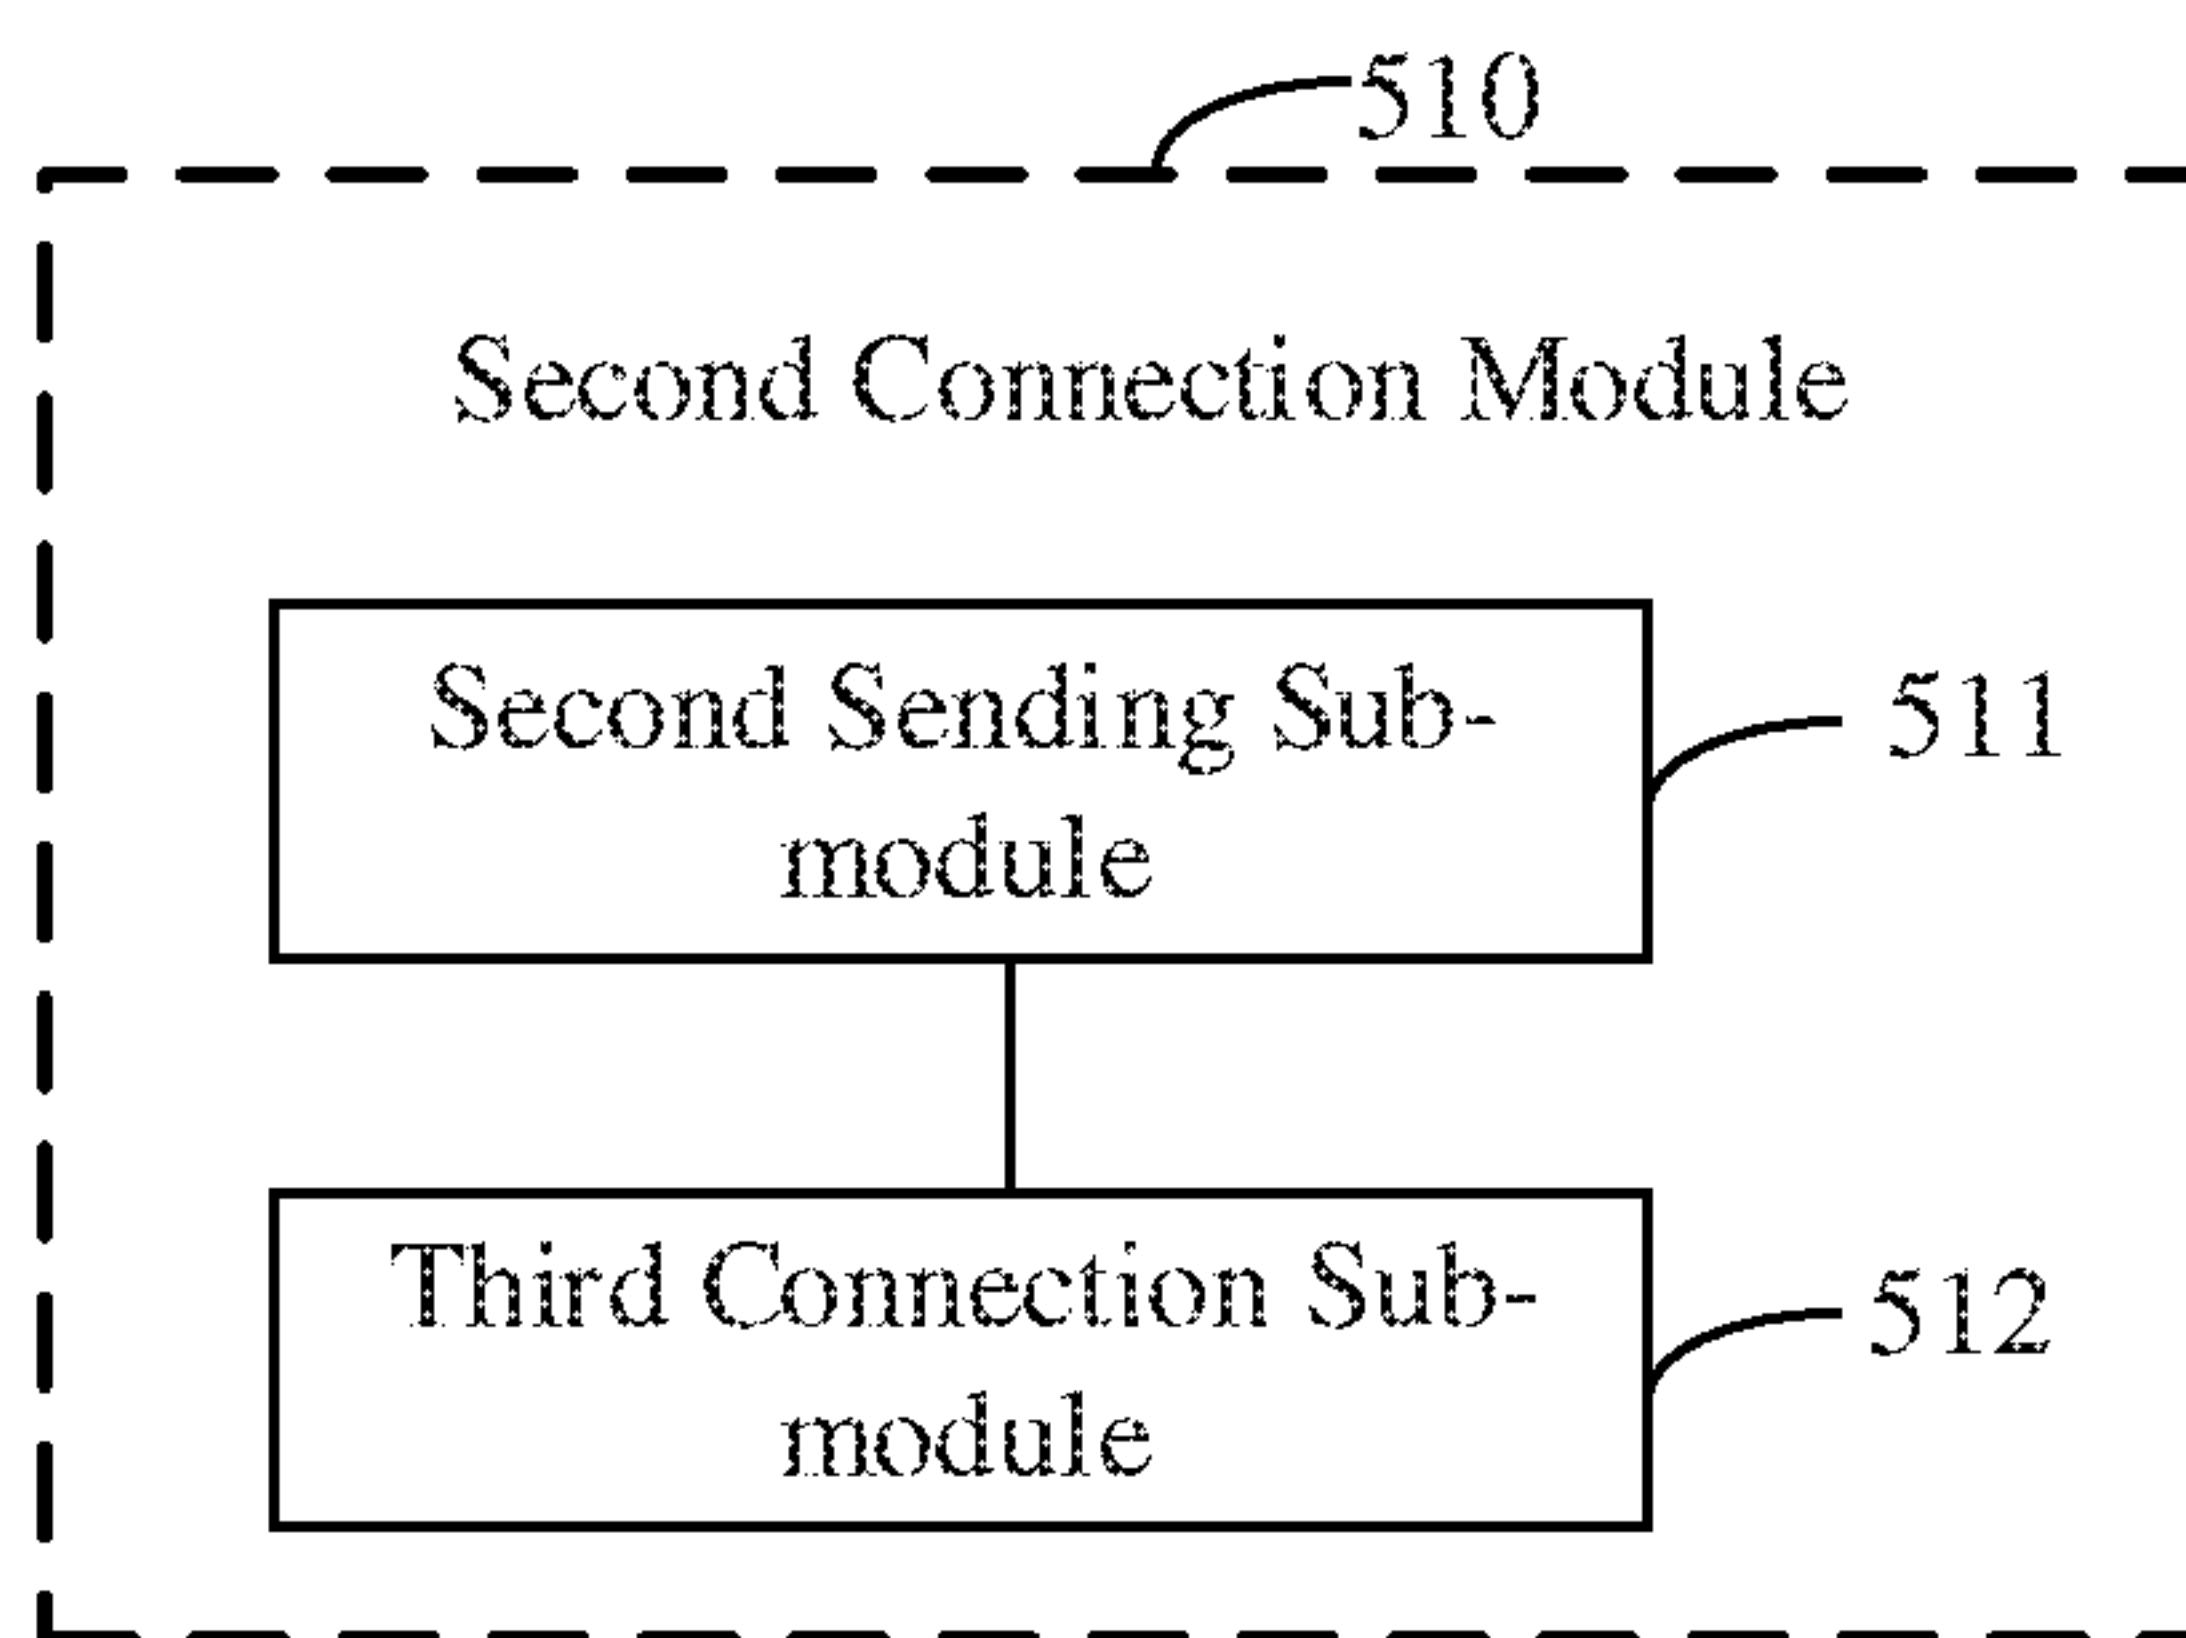 510
Second Connection Module
Second Sending Sub-
module
511
Third Connection Sub-
module
512